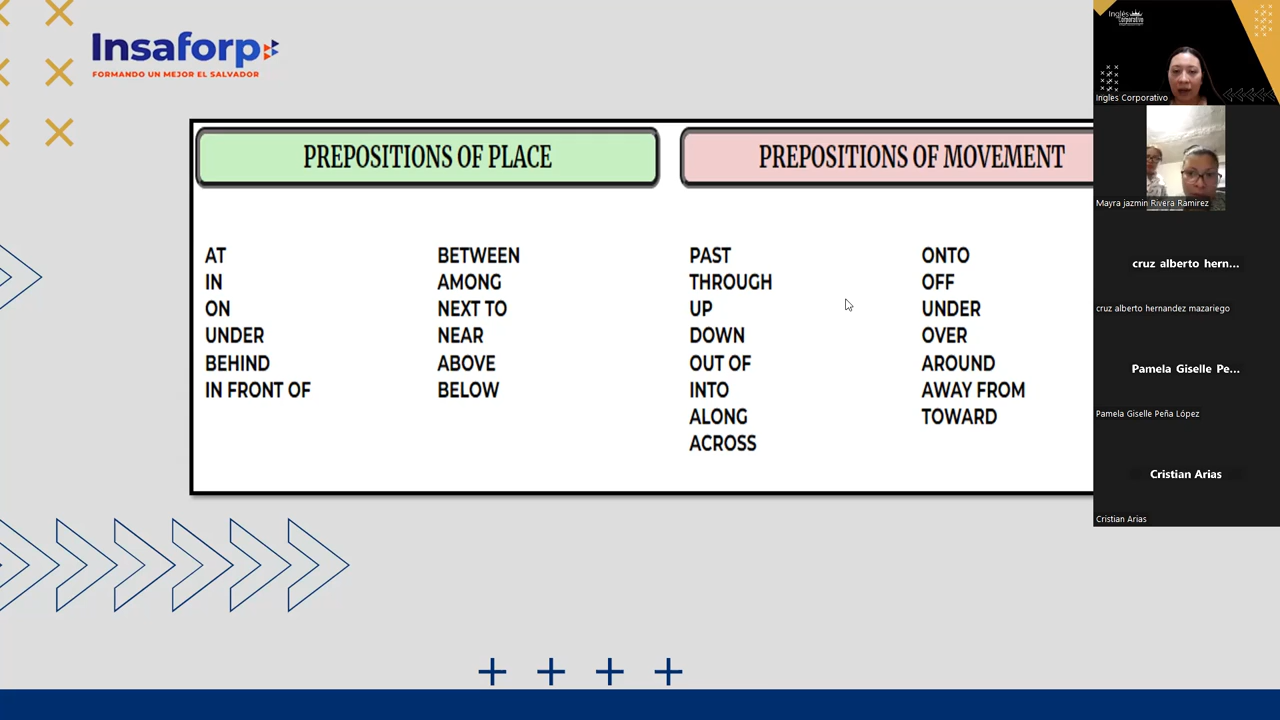 Insaforp
FORMANDO UN MEJOR EL SALVADOR
PREPOSITIONS OF PLACE
AT
IN
ON
UNDER
BEHIND
IN FRONT OF
BETWEEN
AMONG
NEXT TO
NEAR
ABOVE
BELOW
PREPOSITIONS OF MOVEMENT
PAST
THROUGH
UP
DOWN
OUT OF
INTO
ALONG
ACROSS
ONTO
OFF
UNDER
OVER
AROUND
AWAY FROM
TOWARD
Inglés
Corporativo
Ingles Corporativo
Mayra jazmin Rivera Ramirez
cruz alberto hern...
cruz alberto hernandez mazariego
Pamela Giselle Pe...
Pamela Giselle Peña López
Cristian Arias
Cristian Arias